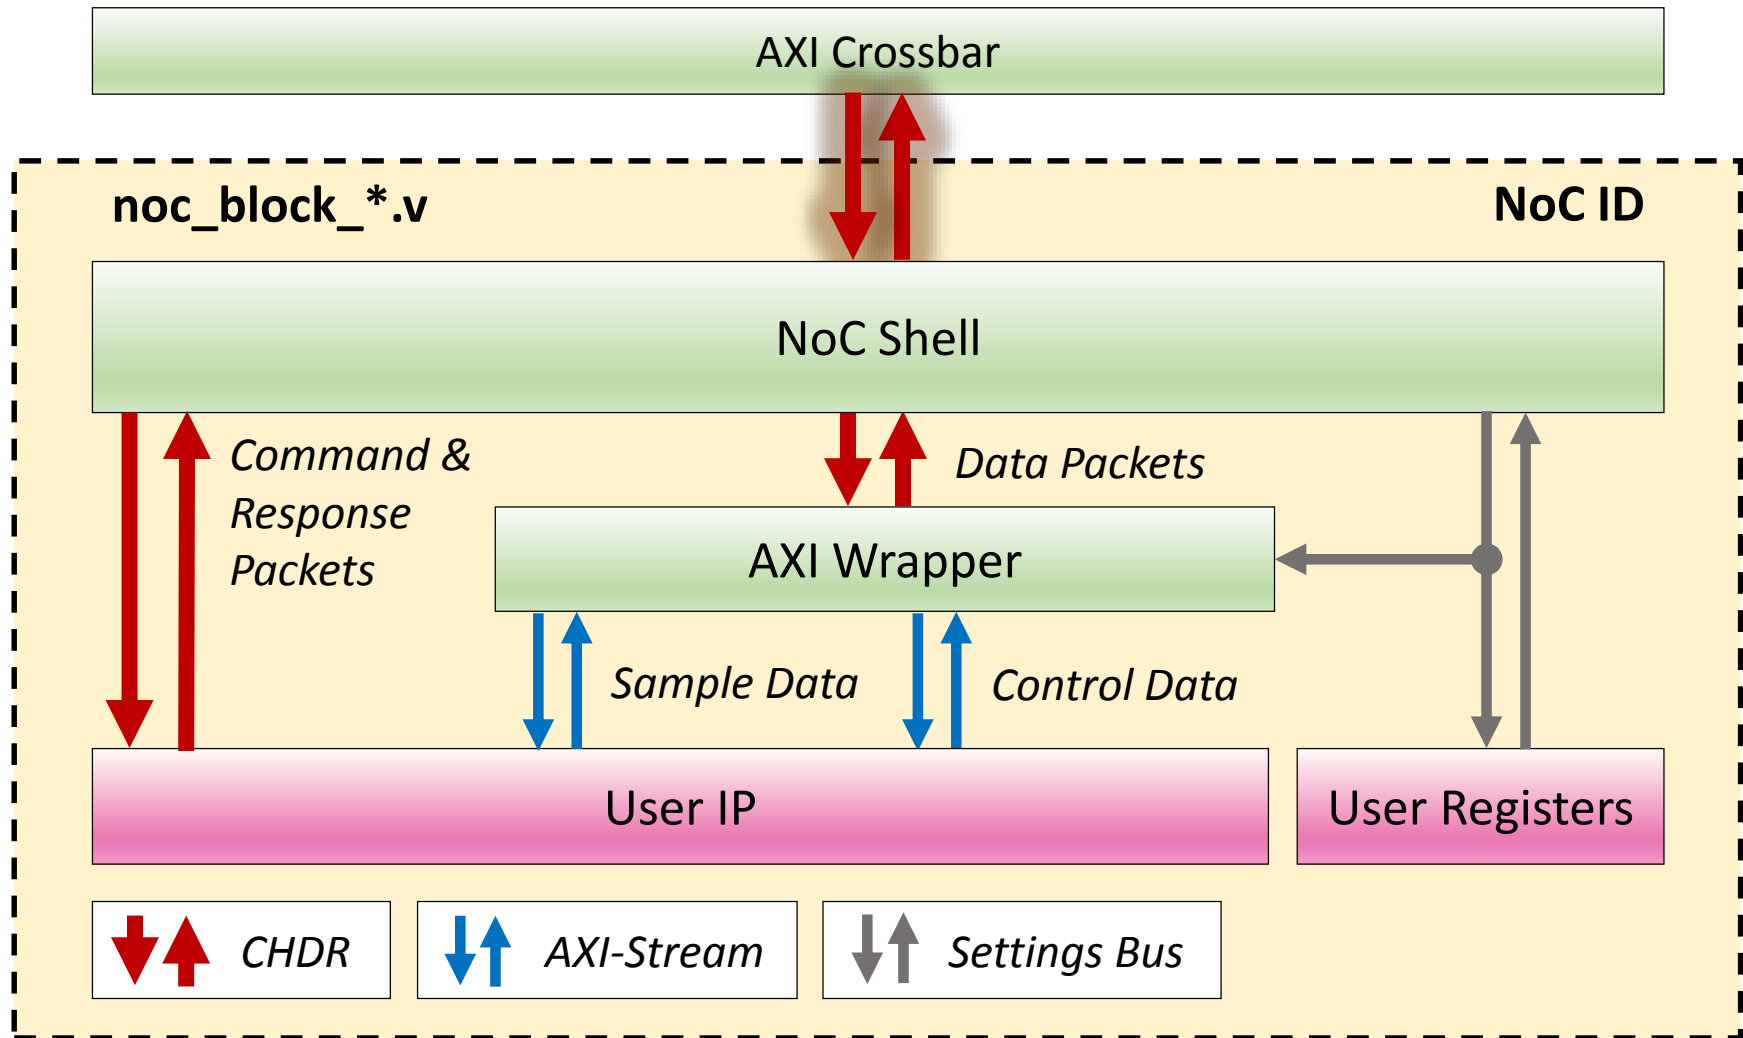 AXI Crossbar
noc_block_*.v
NoC ID
NoC Shell
Command &
Response
Packets
Data Packets
AXI Wrapper
Sample Data
Control Data
User IP
User Registers
CHDR
AXI-Stream
Settings Bus